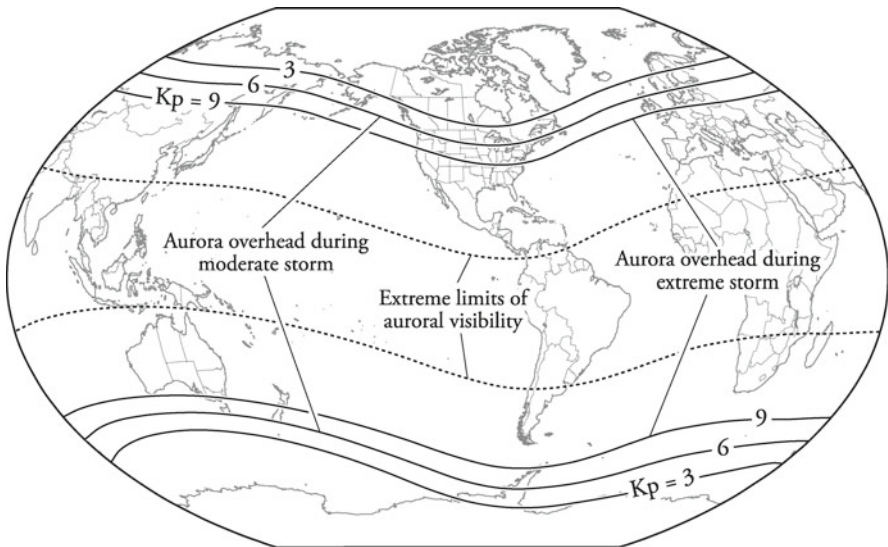 3
6
Kp = 9
Aurora overhead during
moderate storm
Extreme limits of
auroral visibility
Aurora overhead during
extreme storm
9
6
Kp = 3